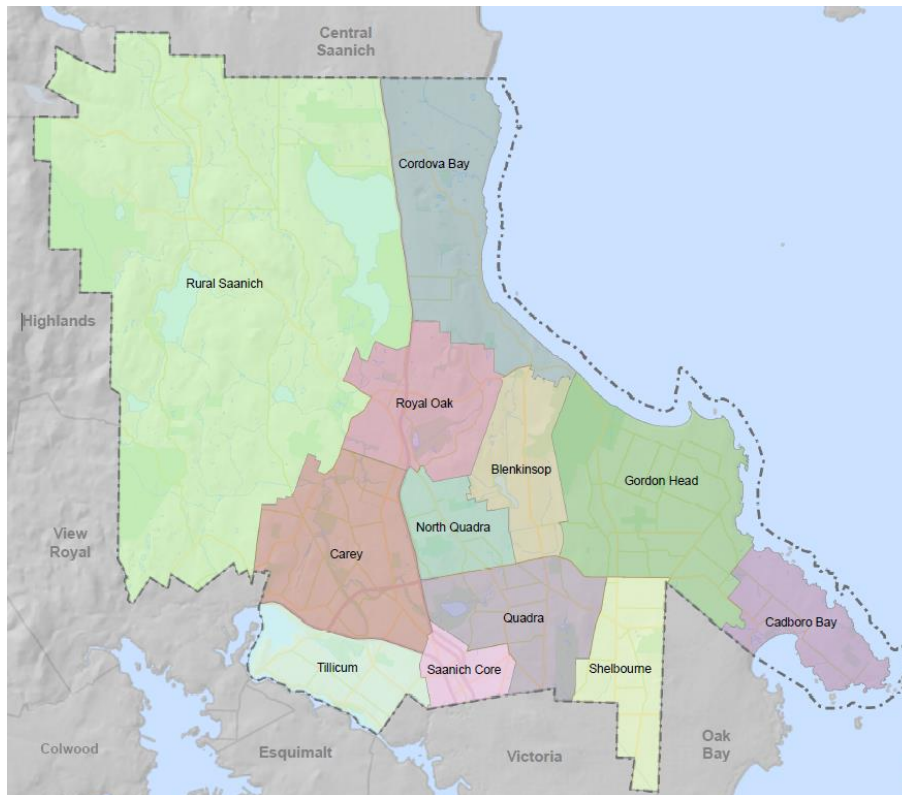 Central
Saanich
Cordova Bay
Rural Saanich
Highlands
Royal Oak
Blenkinsop
Gordon Head
North Quadra
View
Royal
Carey
Quadra
Cadboro Bay
Tillicum
Saanich Core
Shelbourne
Oak
Bay
Colwood
Esquimalt
Victoria